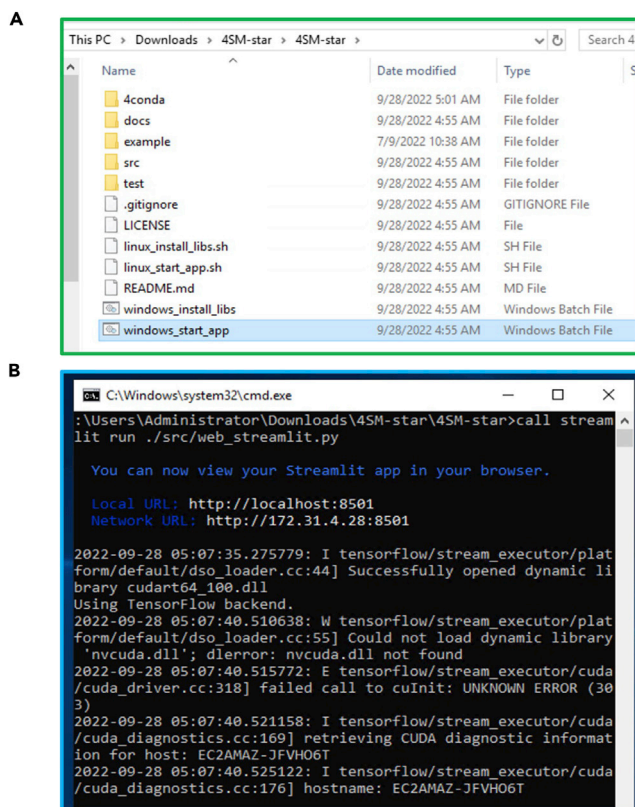 A
This PC > Downloads > 4SM-star > 4SM-star >
Search 4
Name Date modified Type S
4conda 9/28/2022 5:01 AM File folder
docs 9/28/2022 4:55 AM File folder
example 7/9/2022 10:38 AM File folder
src 9/28/2022 4:55 AM File folder
test 9/28/2022 4:55 AM File folder
.gitignore 9/28/2022 4:55 AM GITIGNORE File
LICENSE 9/28/2022 4:55 AM File
linux_install_libs.sh 9/28/2022 4:55 AM SH File
linux_start_app.sh 9/28/2022 4:55 AM SH File
README.md 9/28/2022 4:55 AM MD File
windows_install_libs 9/28/2022 4:55 AM Windows Batch File
windows_start_app 9/28/2022 4:55 AM Windows Batch File
B
C:\Windows\system32\cmd.exe
:\Users\Administrator\Downloads\4SM-star\4SM-star>call stream
lit run ./src/web_streamlit.py
You can now view your Streamlit app in your browser.
Local URL: http://localhost:8501
Network URL: http://172.31.4.28:8501
2022-09-28 05:07:35.275779: I tensorflow/stream_executor/plat
form/default/dso_loader.cc:44] Successfully opened dynamic li
brary cudart64_100.dll
Using TensorFlow backend.
2022-09-28 05:07:40.510638: W tensorflow/stream_executor/plat
form/default/dso_loader.cc:55] Could not load dynamic library
'nvcuda.dll'; dlerror: nvcuda.dll not found
2022-09-28 05:07:40.515772: E tensorflow/stream_executor/cuda
/cuda_driver.cc:318] failed call to cuInit: UNKNOWN ERROR (30
3)
2022-09-28 05:07:40.521158: I tensorflow/stream_executor/cuda
/cuda_diagnostics.cc:169] retrieving CUDA diagnostic informat
ion for host: EC2AMAZ-JFVHO6T
2022-09-28 05:07:40.525122: I tensorflow/stream_executor/cuda
/cuda_diagnostics.cc:176] hostname: EC2AMAZ-JFVHO6T